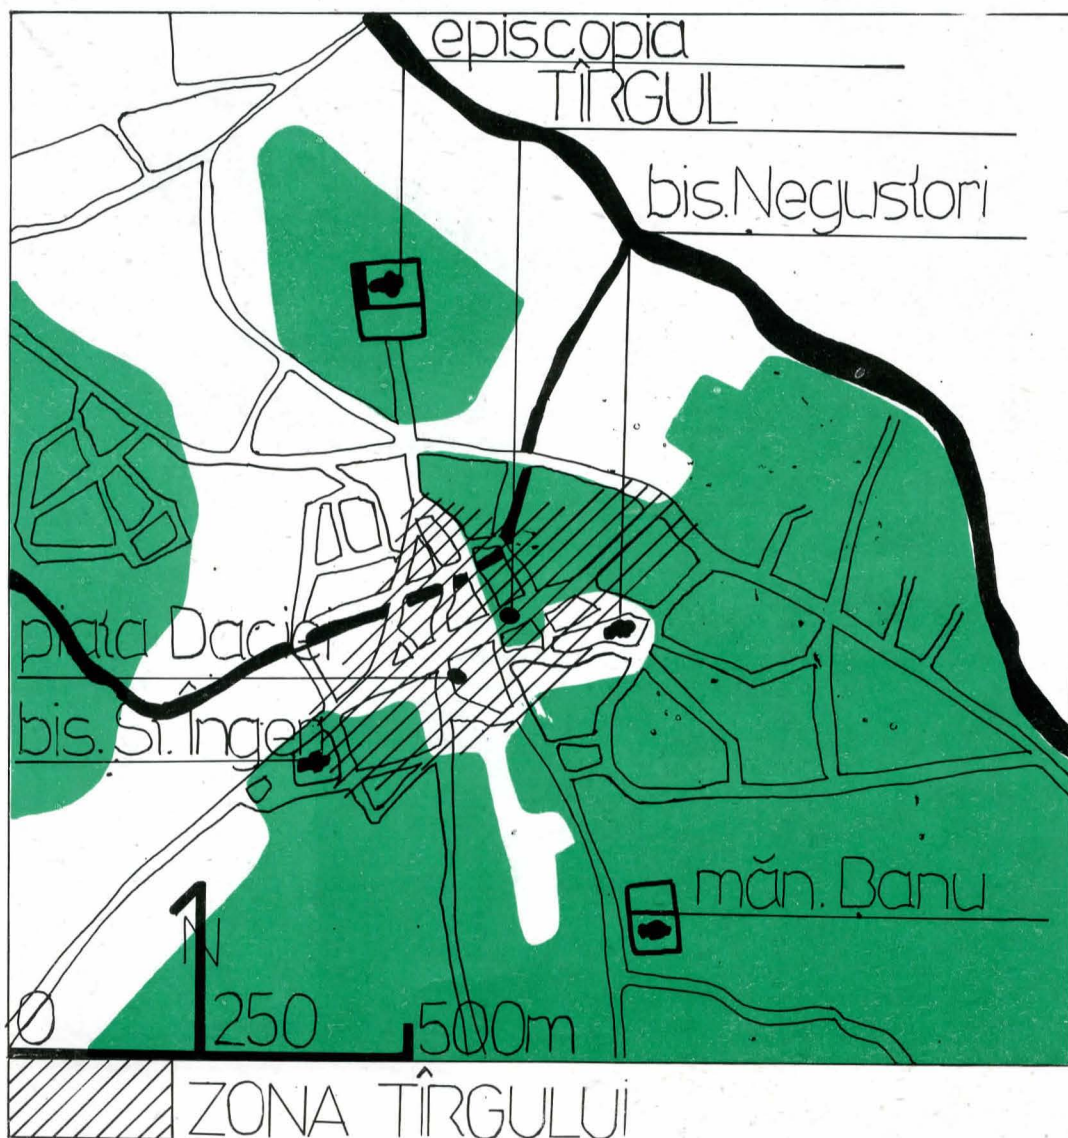 episcopia
TÎRGUL
bis. Negustori
piata Daciei
bis. Sf. Îngeri
măn. Banu
N
0 250 500m
ZONA TÎRGULUi